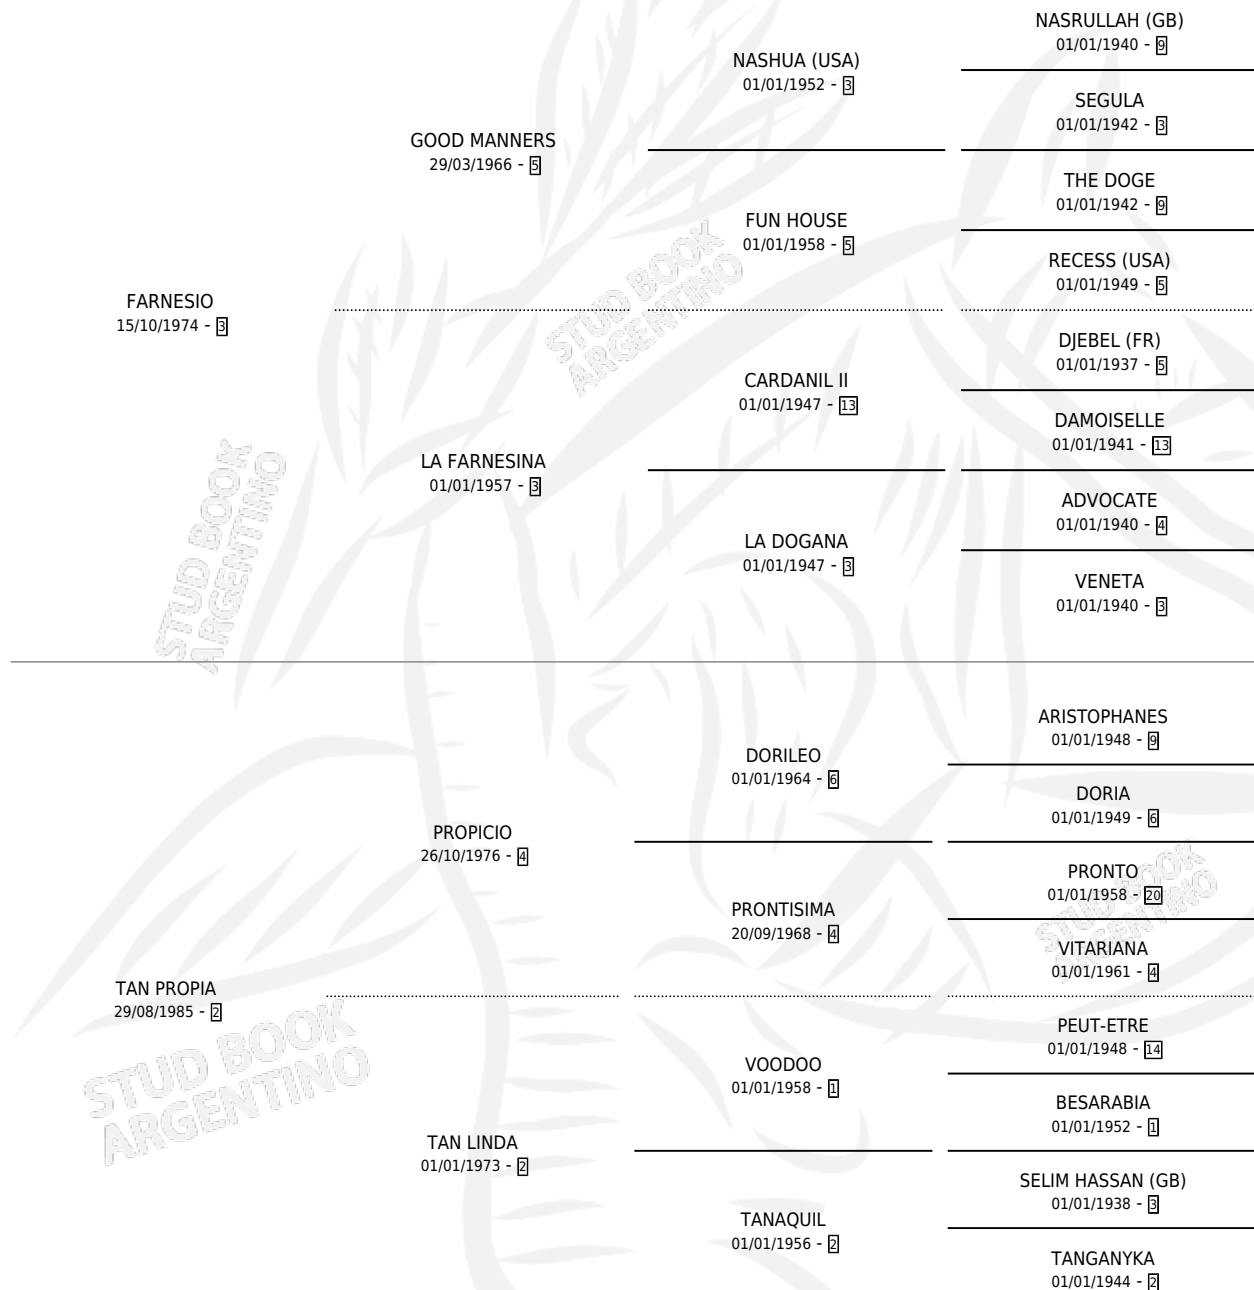 NASRULLAH (GB)
01/01/1940 - 9
NASHUA (USA)
01/01/1952 - 3
SEGULA
01/01/1942 - 3
GOOD MANNERS
29/03/1966 - 5
THE DOGE
01/01/1942 - 9
FUN HOUSE
01/01/1958 - 5
RECESS (USA)
01/01/1949 - 5
FARNESIO
15/10/1974 - 3
DJEBEL (FR)
01/01/1937 - 5
CARDANIL II
01/01/1947 - 13
DAMOISELLE
01/01/1941 - 13
LA FARNESINA
01/01/1957 - 3
ADVOCATE
01/01/1940 - 4
LA DOGANA
01/01/1947 - 3
VENETA
01/01/1940 - 3
STUD BOOK
ARGENTINO
STUD BOOK
ARGENTINO
ARISTOPHANES
01/01/1948 - 9
DORILEO
01/01/1964 - 6
DORIA
01/01/1949 - 6
PROPICIO
26/10/1976 - 4
PRONTO
01/01/1958 - 20
PRONTISIMA
20/09/1968 - 4
VITARIANA
01/01/1961 - 4
TAN PROPIA
29/08/1985 - 2
PEUT-ETRE
01/01/1948 - 14
VOODOO
01/01/1958 - 1
BESARABIA
01/01/1952 - 1
TAN LINDA
01/01/1973 - 2
SELIM HASSAN (GB)
01/01/1938 - 3
TANAQUIL
01/01/1956 - 2
TANGANYKA
01/01/1944 - 2
STUD BOOK
ARGENTINO
STUD BOOK
ARGENTINO